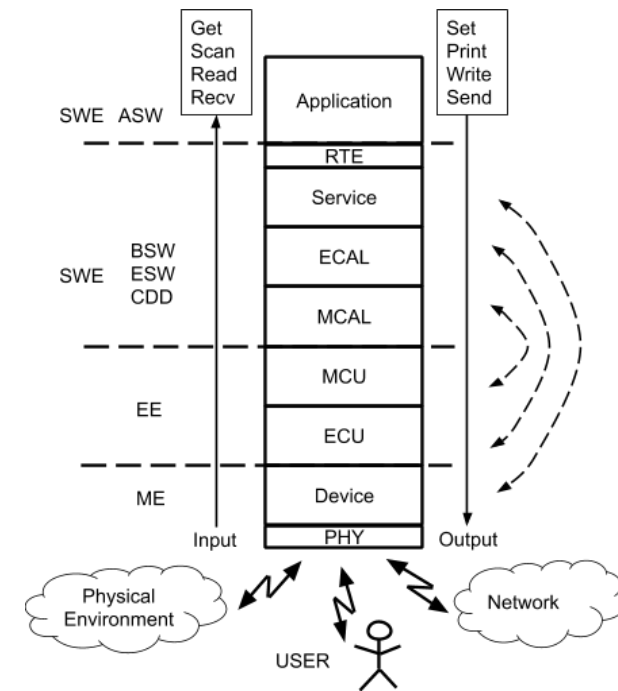 Get
Scan
Read
Recv
Set
Print
Write
Send
Application
SWE ASW
RTE
Service
BSW
ESW
CDD
SWE
ECAL
MCAL
MCU
EE
ECU
ME
Device
Input
PHY
Output
Physical
Environment
Network
USER